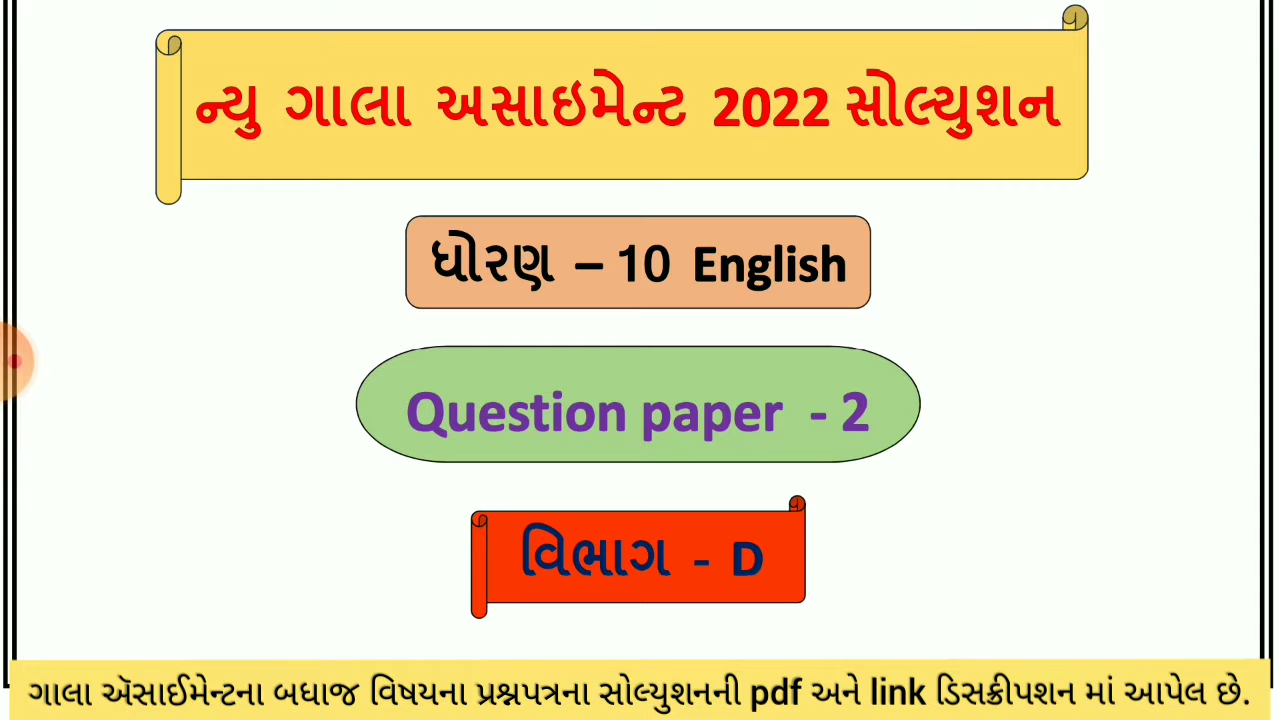 ન્યુ ગાલા અસાઇમેન્ટ 2022 સોલ્યુશન
ધોરણ – 10 English
Question paper - 2
વિભાગ - D
ગાલા ઍસાઈમેન્ટના બધાજ વિષયના પ્રશ્નપત્રના સોલ્યુશનની pdf અને link ડિસક્રીપશન માં આપેલ છે.